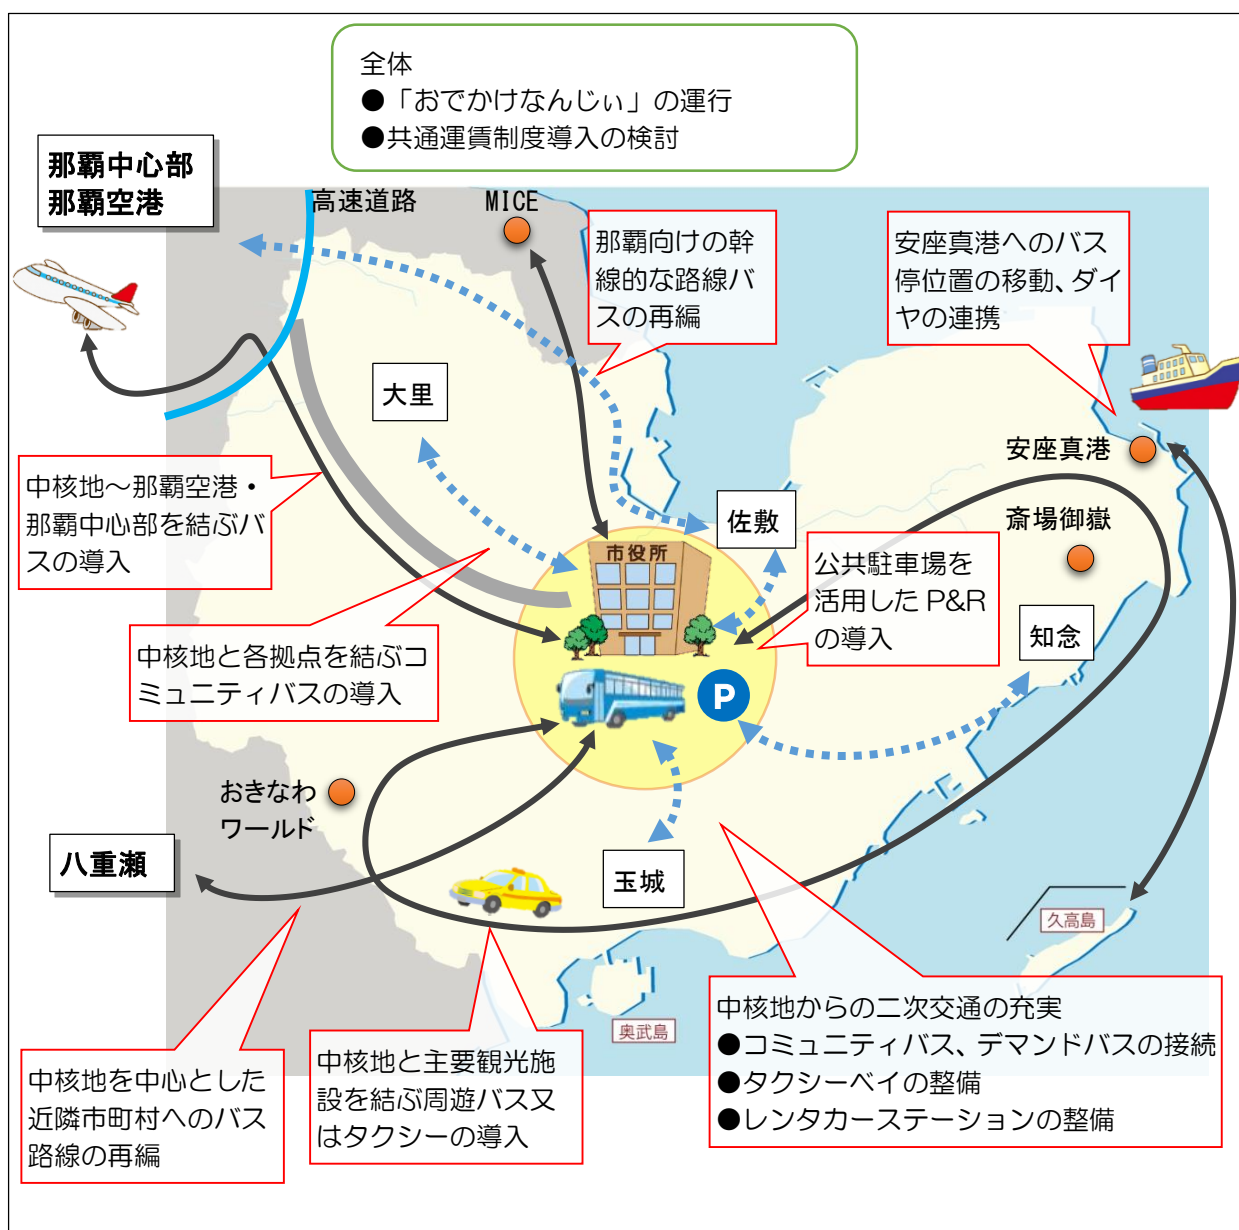 全体
●「おでかけなんじぃ」の運行
●共通運賃制度導入の検討
那覇中心部
那覇空港
高速道路
MICE
那覇向けの幹
線的な路線バ
スの再編
安座真港へのバス
停位置の移動、ダイ
ヤの連携
大里
安座真港
中核地～那覇空港・
那覇中心部を結ぶバ
スの導入
佐敷
斎場御嶽
市役所
公共駐車場を
活用した P&R
の導入
知念
中核地と各拠点を結ぶコ
ミュニティバスの導入
P
おきなわ
ワールド
八重瀬
玉城
久高島
奥武島
中核地からの二次交通の充実
●コミュニティバス、デマンドバスの接続
●タクシーベイの整備
●レンタカーステーションの整備
中核地を中心とした
近隣市町村へのバス
路線の再編
中核地と主要観光施
設を結ぶ周遊バス又
はタクシーの導入